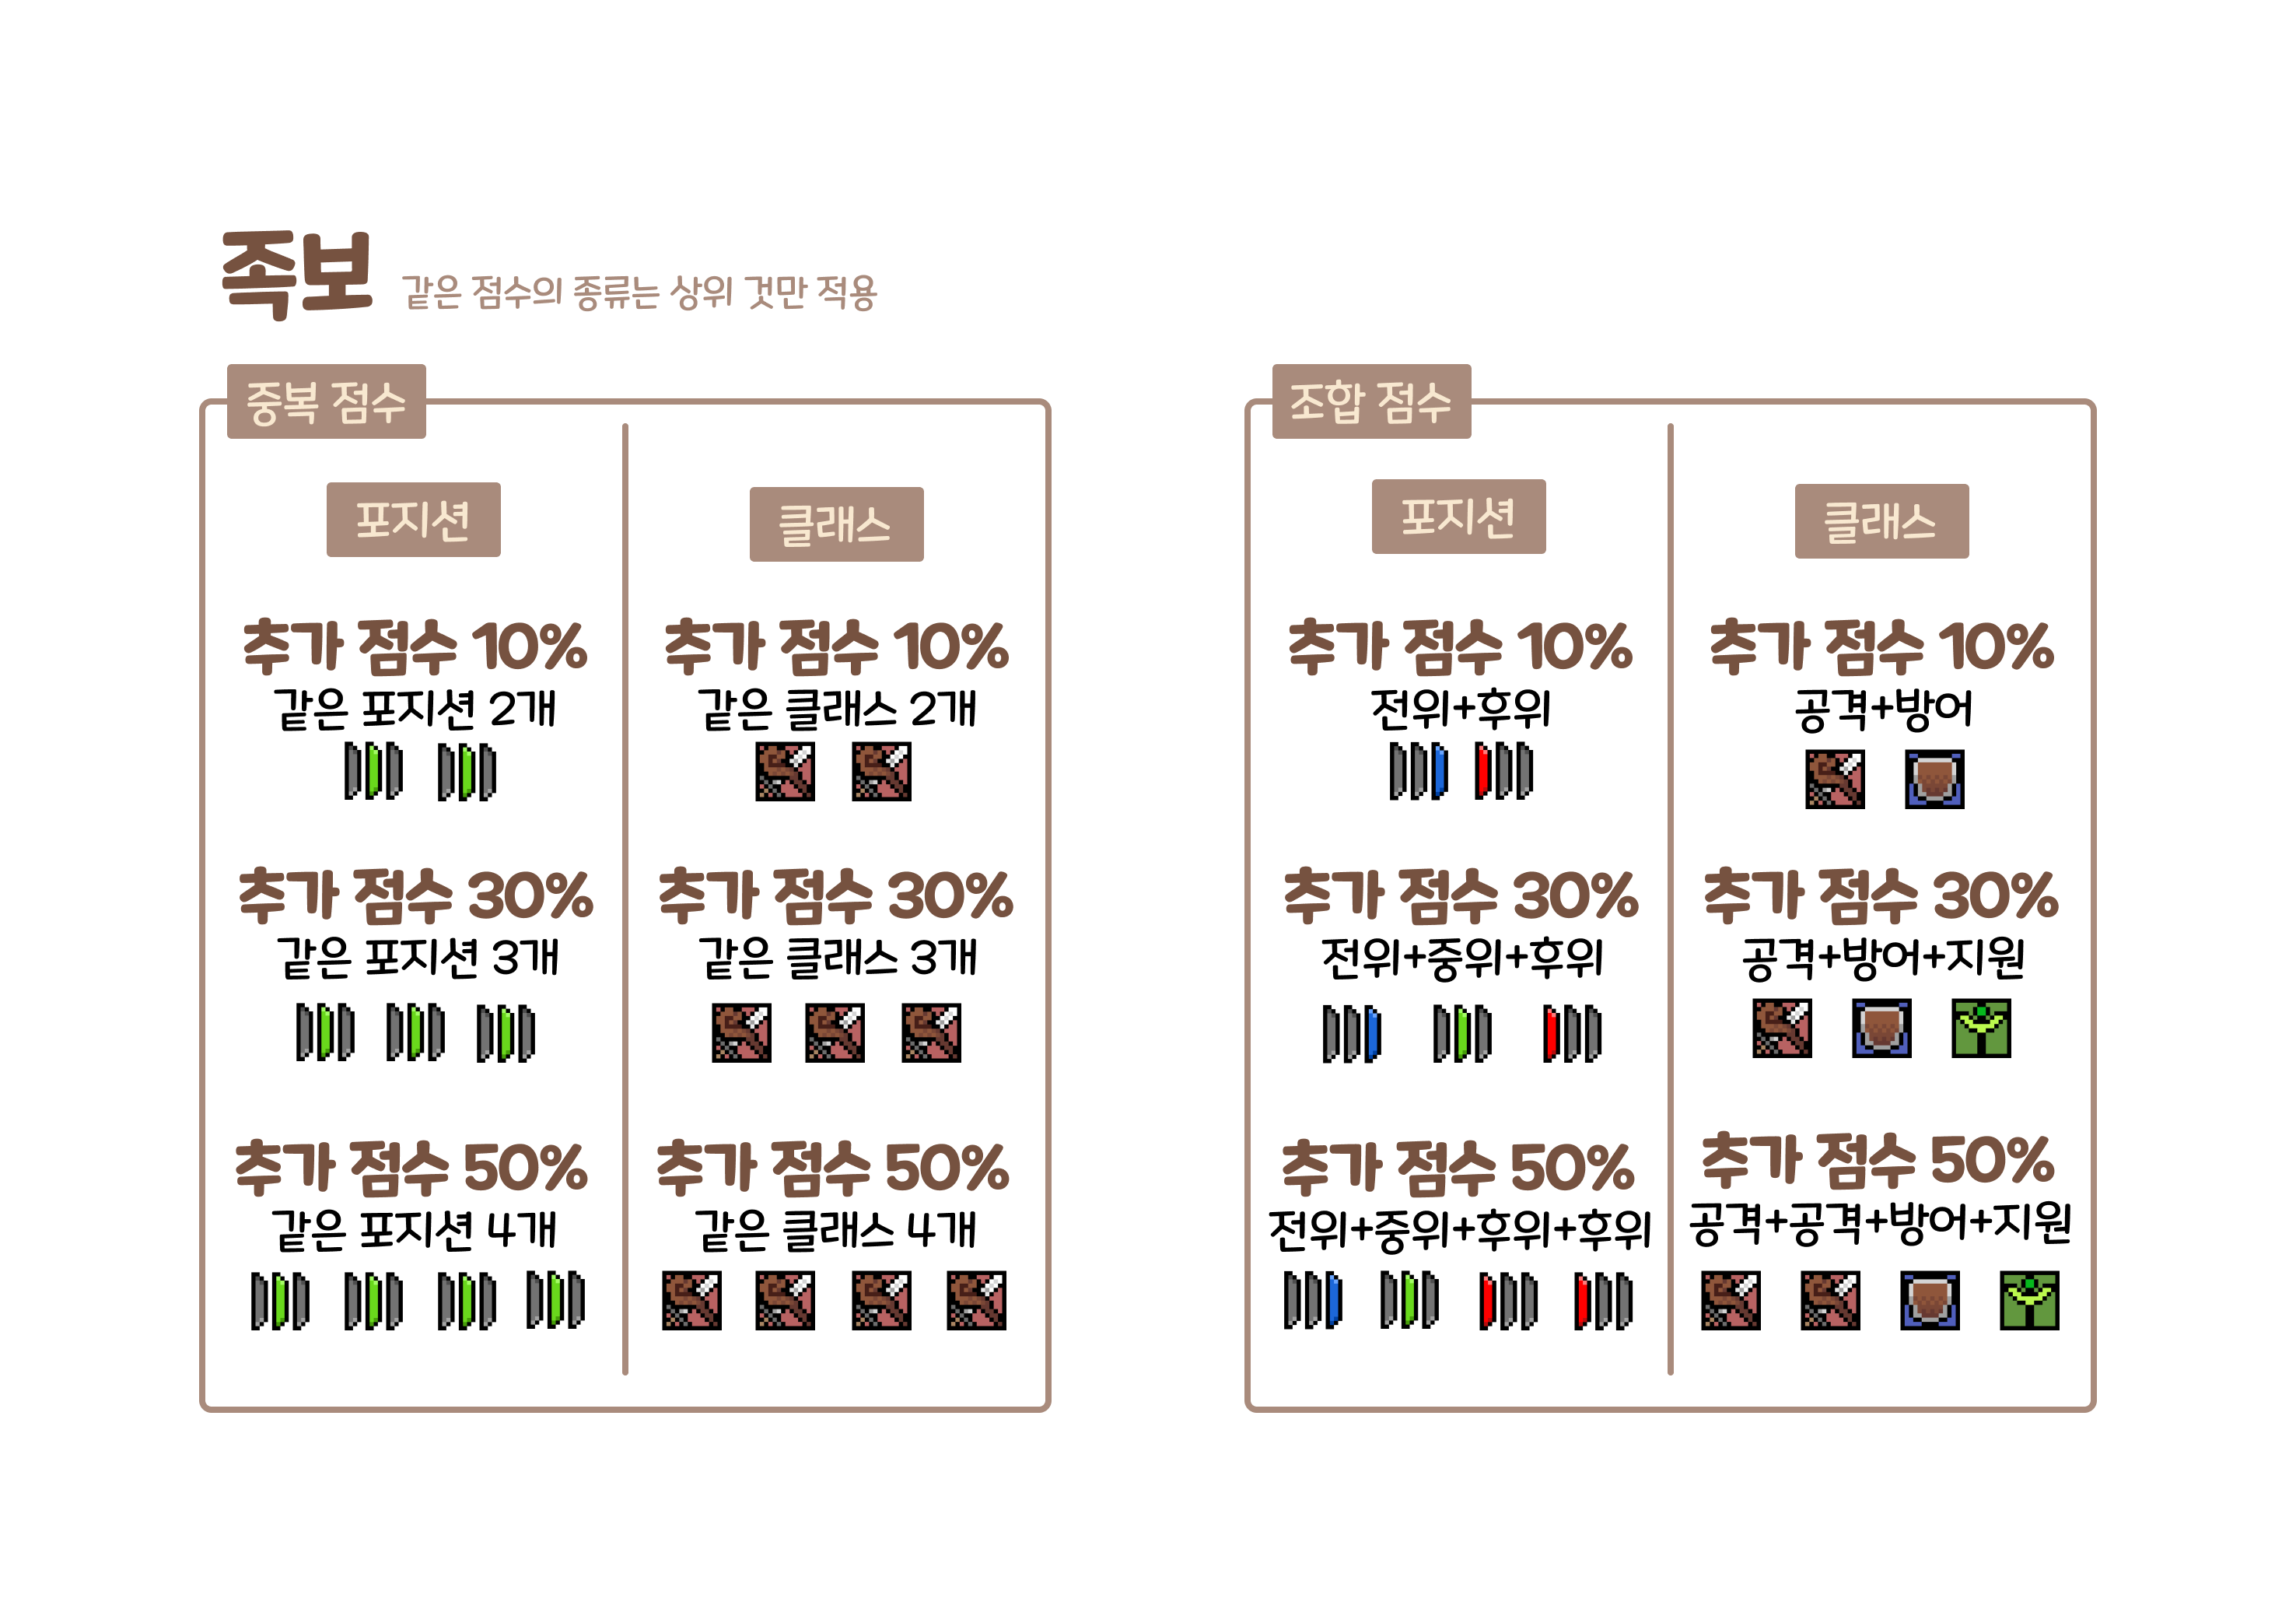 족보 같은 점수의 종류는 상위 것만 적용
중복 점수
포지션
추가 점수 10%
같은 포지션 2개
추가 점수 30%
같은 포지션 3개
추가 점수 50%
같은 포지션 4개
클래스
추가 점수 10%
같은 클래스 2개
추가 점수 30%
같은 클래스 3개
추가 점수 50%
같은 클래스 4개
조합 점수
포지션
추가 점수 10%
전위+후위
추가 점수 30%
전위+중위+후위
추가 점수 50%
전위+중위+후위+후위
클래스
추가 점수 10%
공격+방어
추가 점수 30%
공격+방어+지원
추가 점수 50%
공격+공격+방어+지원